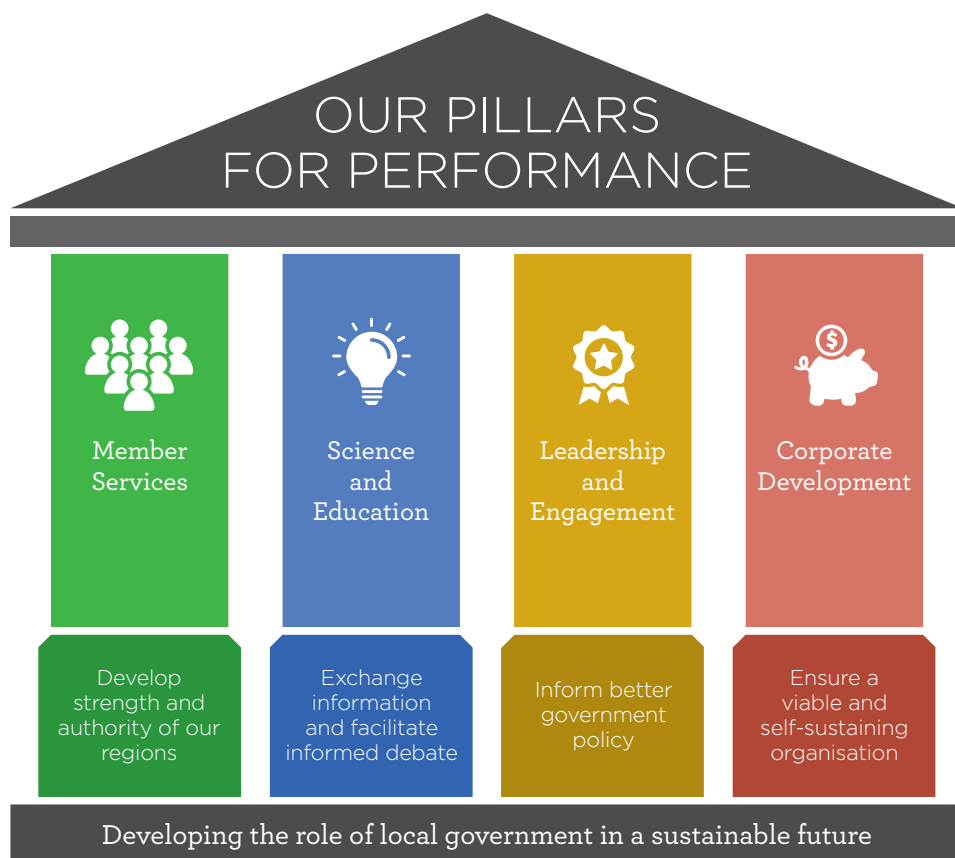 OUR PILLARS
FOR PERFORMANCE
Member
Services
Science
and
Education
Leadership
and
Engagement
$
Corporate
Development
Develop
strength and
authority of our
regions
Exchange
information
and facilitate
informed debate
Inform better
government
policy
Ensure a
viable and
self-sustaining
organisation
Developing the role of local government in a sustainable future